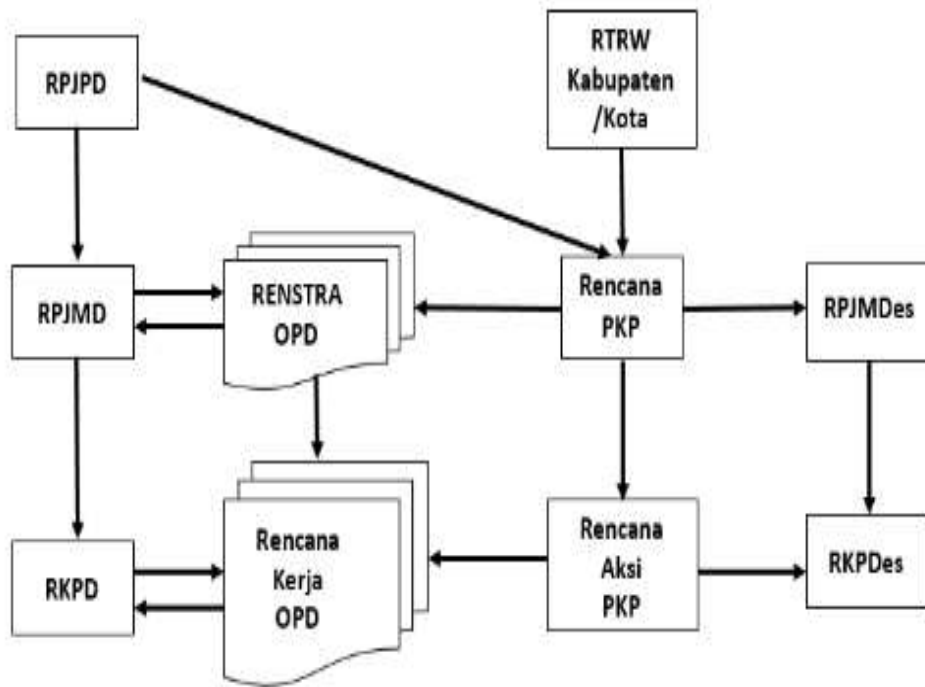 RPJPD
RTRW
Kabupaten
/Kota
RPJMD
RENSTRA
OPD
Rencana
PKP
RPJMDes
RKPD
Rencana
Kerja
OPD
Rencana
Aksi
PKP
RKPDes